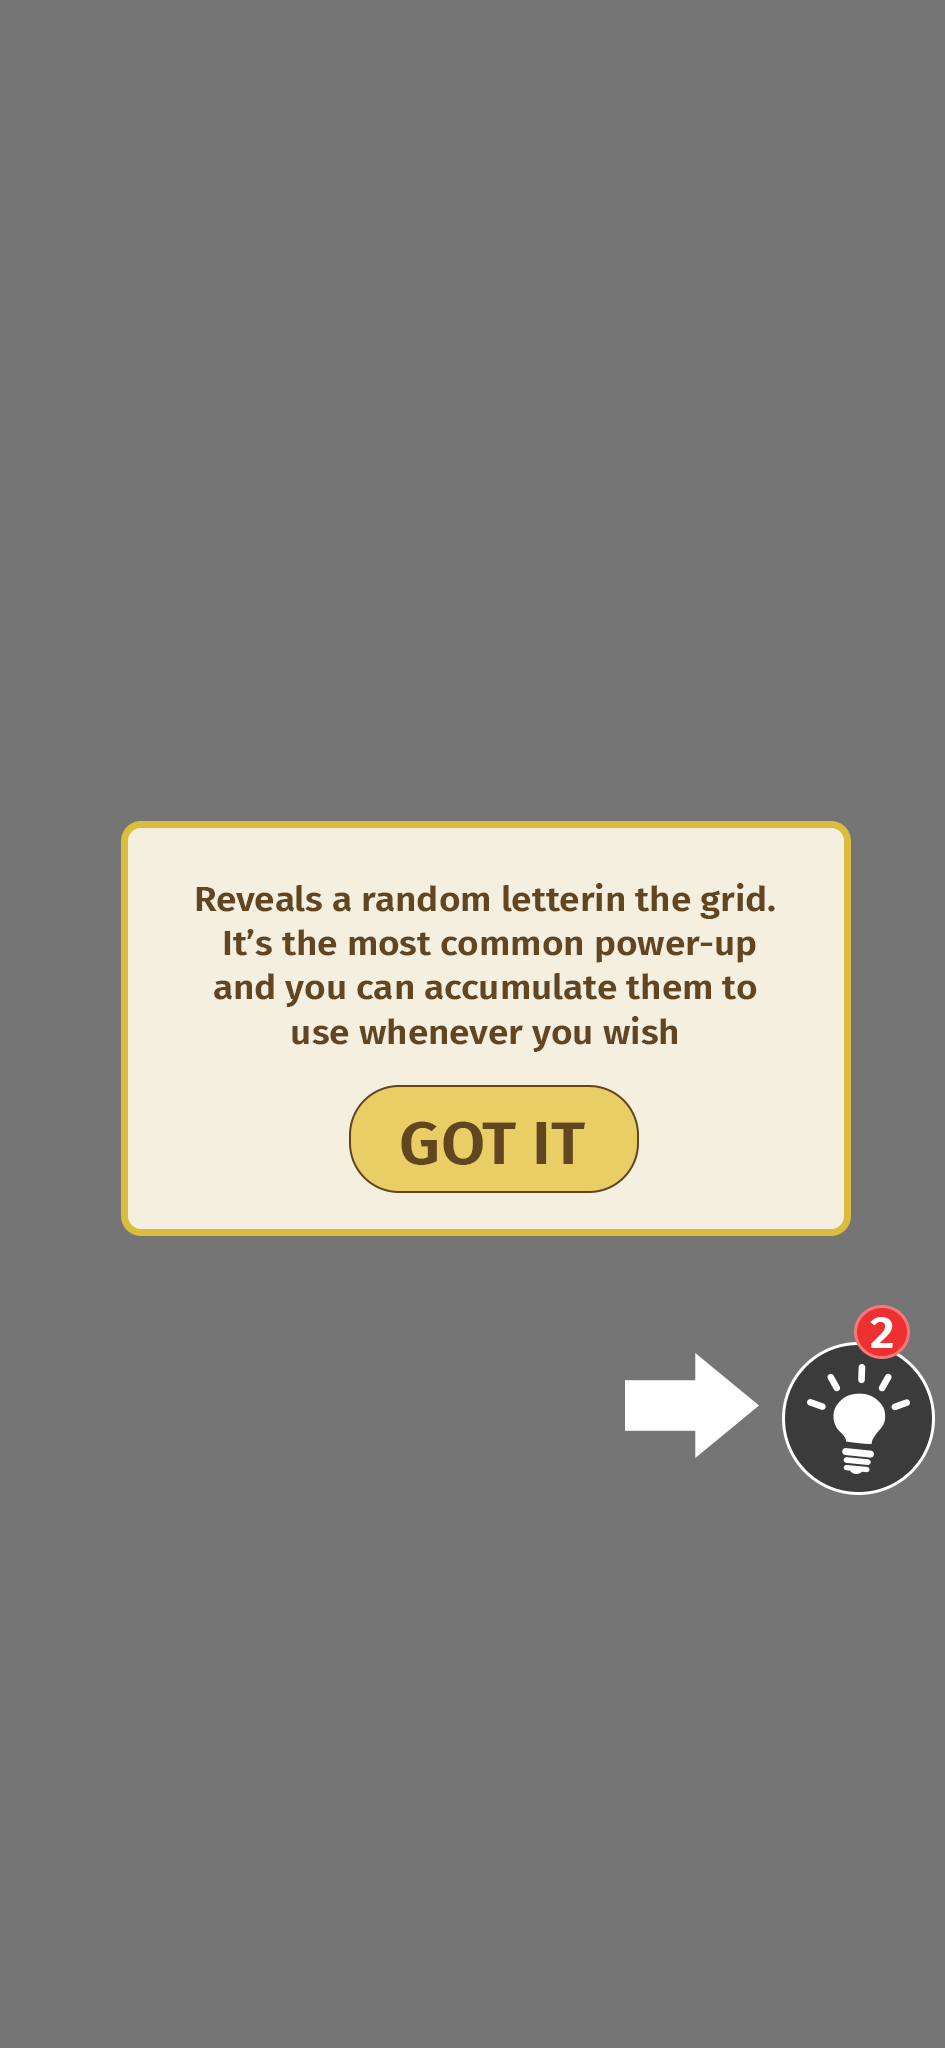 Reveals a random letterin the grid.
It’s the most common power-up
and you can accumulate them to
use whenever you wish
GOT IT
2